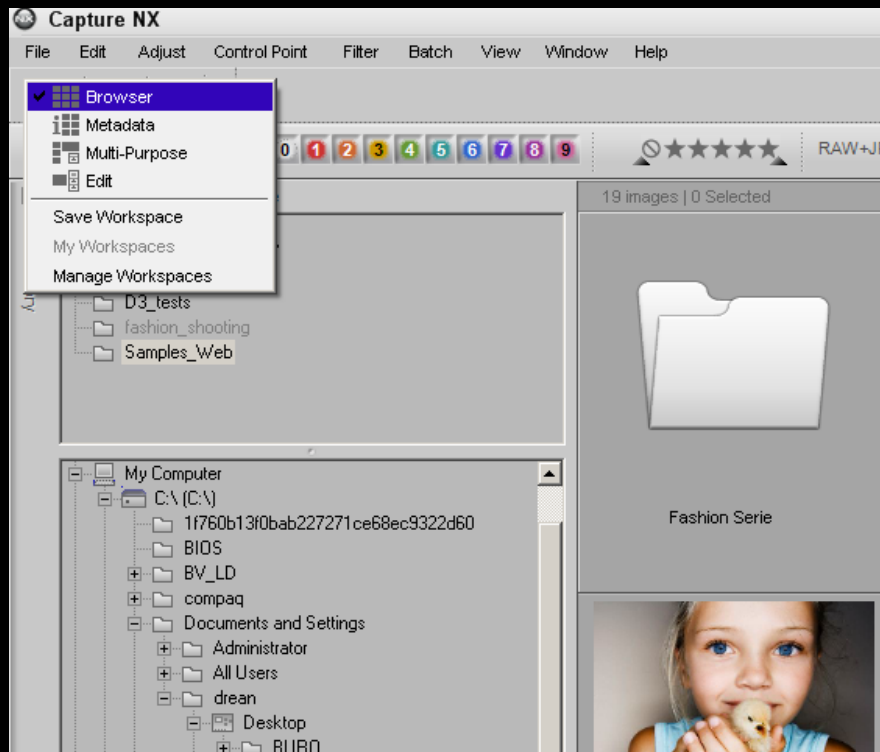 Capture NX
File Edit Adjust Control Point Filter Batch View Window Help
Browser
Metadata
Multi-Purpose
Edit
Save Workspace
My Workspaces
Manage Workspaces
0 1 2 3 4 5 6 7 8 9
RAW+J
19 images | 0 Selected
D3_tests
fashion_shooting
Samples_Web
My Computer
C:\ (C:\)
1f760b13f0bab227271ce68ec9322d60
BIOS
BV_LD
compaq
Documents and Settings
Administrator
All Users
drean
Desktop
BUBO
Fashion Serie